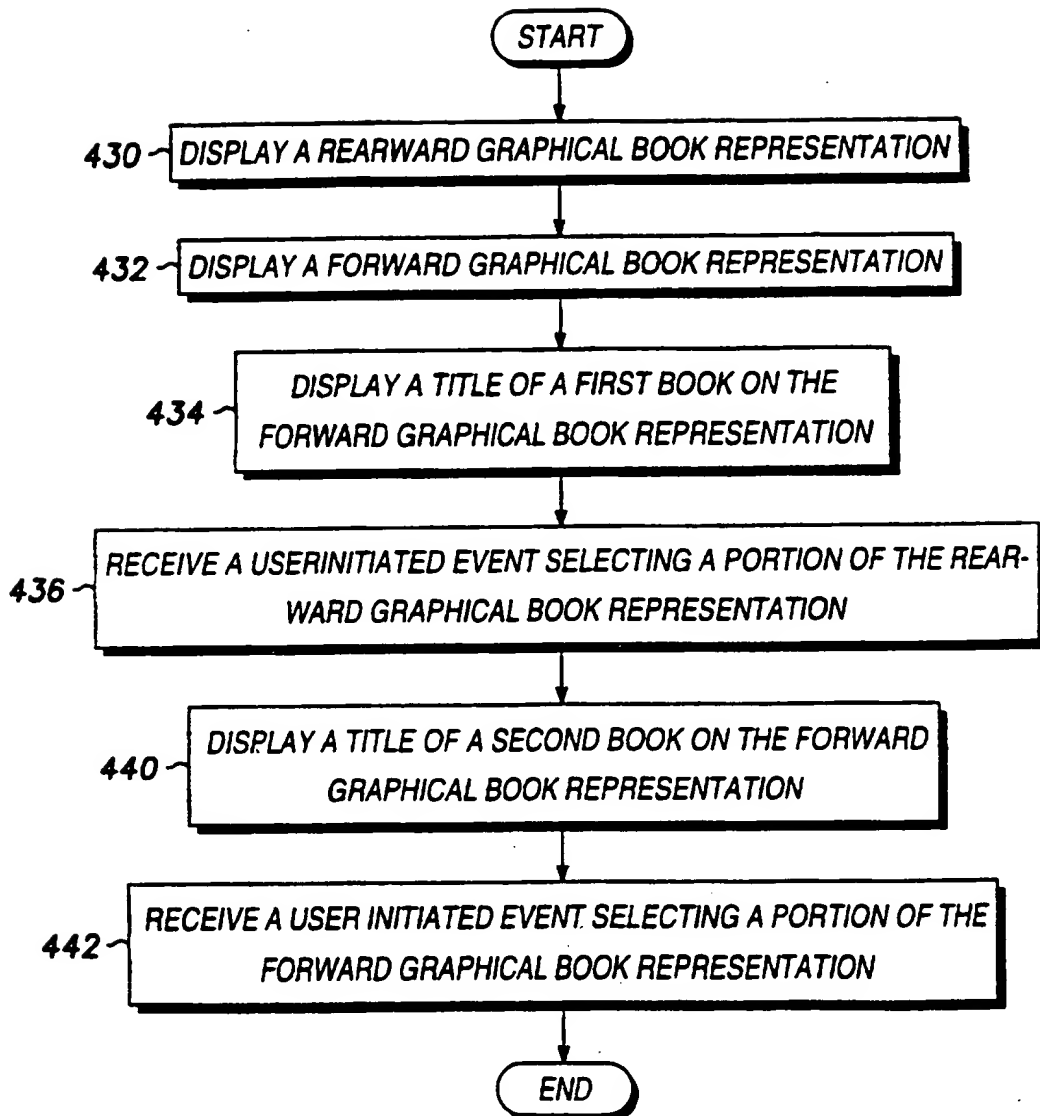 START
430 DISPLAY A REARWARD GRAPHICAL BOOK REPRESENTATION
432 DISPLAY A FORWARD GRAPHICAL BOOK REPRESENTATION
DISPLAY A TITLE OF A FIRST BOOK ON THE
434 FORWARD GRAPHICAL BOOK REPRESENTATION
RECEIVE A USERINITIATED EVENT SELECTING A PORTION OF THE REAR-
436 WARD GRAPHICAL BOOK REPRESENTATION
DISPLAY A TITLE OF A SECOND BOOK ON THE FORWARD
440 GRAPHICAL BOOK REPRESENTATION
RECEIVE A USER INITIATED EVENT SELECTING A PORTION OF THE
442 FORWARD GRAPHICAL BOOK REPRESENTATION
END